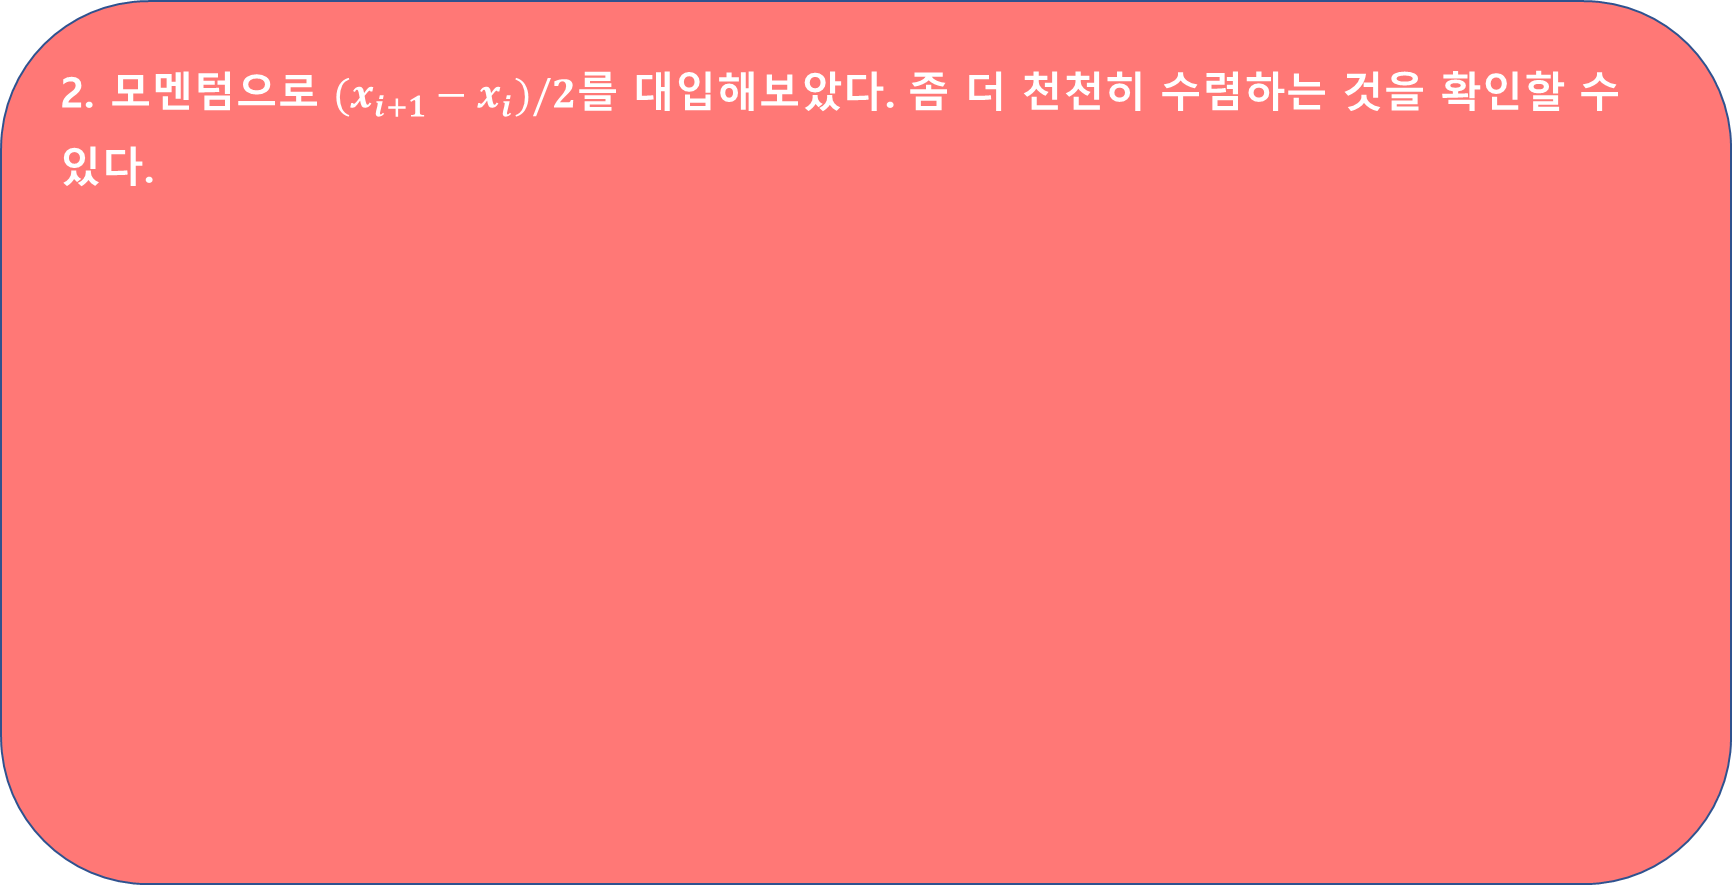 2. 모멘텀으로 $(x_{i+1} - x_i)/2$를 대입해보았다. 좀 더 천천히 수렴하는 것을 확인할 수
있다.